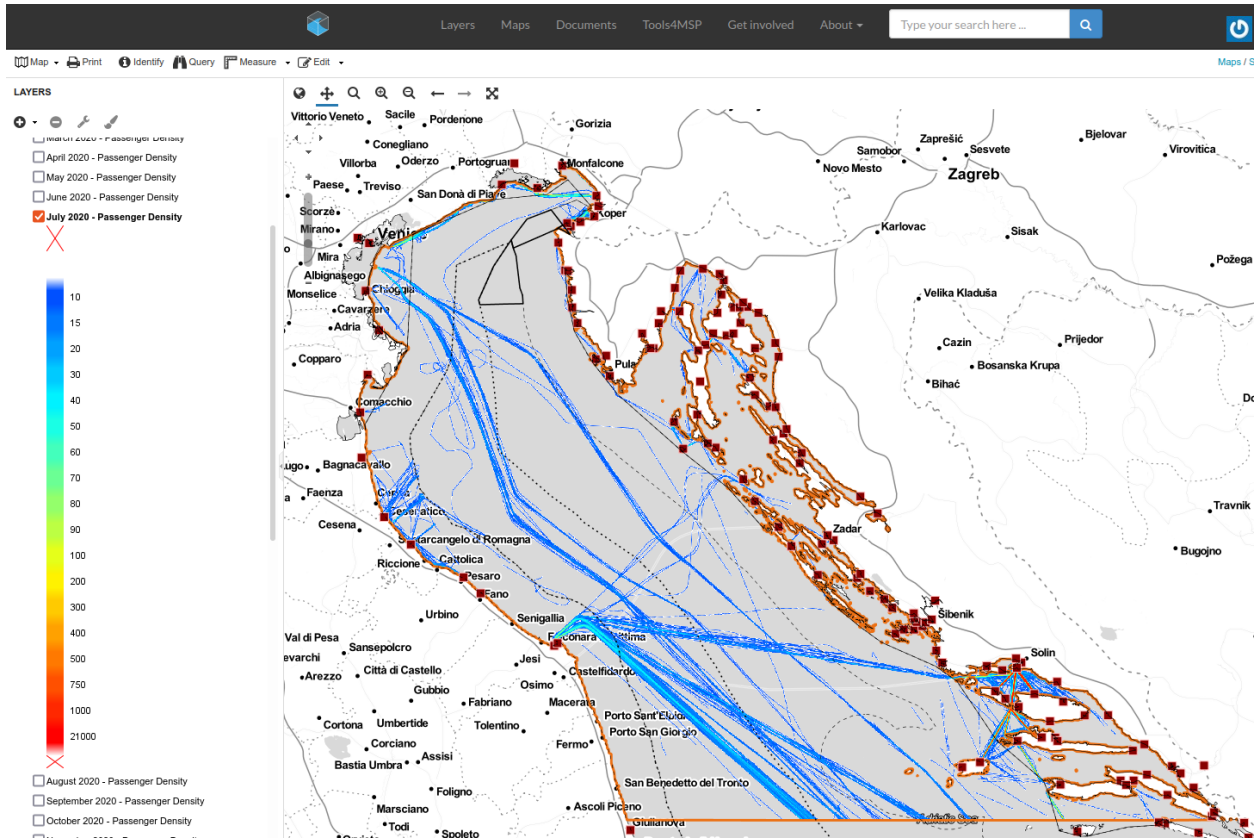 Layers Maps Documents Tools4MSP Get involved About
Type your search here ...
Map Print Identify Query Measure Edit
Maps / S
LAYERS
March 2020 - Passenger Density
April 2020 - Passenger Density
May 2020 - Passenger Density
June 2020 - Passenger Density
July 2020 - Passenger Density
10
15
20
30
40
50
60
70
80
90
100
200
300
400
500
750
1000
21000
August 2020 - Passenger Density
September 2020 - Passenger Density
October 2020 - Passenger Density
Vittorio Veneto
Sacile
Pordenone
Gorizia
Conegliano
Villorba
Oderzo
Portogruar
Monfalcone
Paese
Treviso
San Donà di Piave
Scorzè
Mirano
Koper
Mira
Albignasego
Monselice
Chioggia
Cavarzere
Adria
Copparo
Comacchio
Pula
Bagnacavallo
Faenza
Cesenatico
Cesena
Riccione
Cattolica
Pesaro
Fano
Urbino
Senigallia
Val di Pesa
Sansepolcro
evarchi
Arezzo
Città di Castello
Jesi
Castelfidardo
Gubbio
Osimo
Fabriano
Macerata
Cortona
Umbertide
Tolentino
Porto Sant'Elpidio
Porto San Giorgio
Corciano
Assisi
Fermo
Bastia Umbra
Foligno
San Benedetto del Tronto
Marsciano
Ascoli Piceno
Todi
Spoleto
Giulianova
Samobor
Zaprešić
Sesvete
Zagreb
Novo Mesto
Bjelovar
Virovitica
Karlovac
Sisak
Požega
Velika Kladuša
Cazin
Prijedor
Bosanska Krupa
Bihać
Do
Travnik
Bugojno
Zadar
Šibenik
Solin